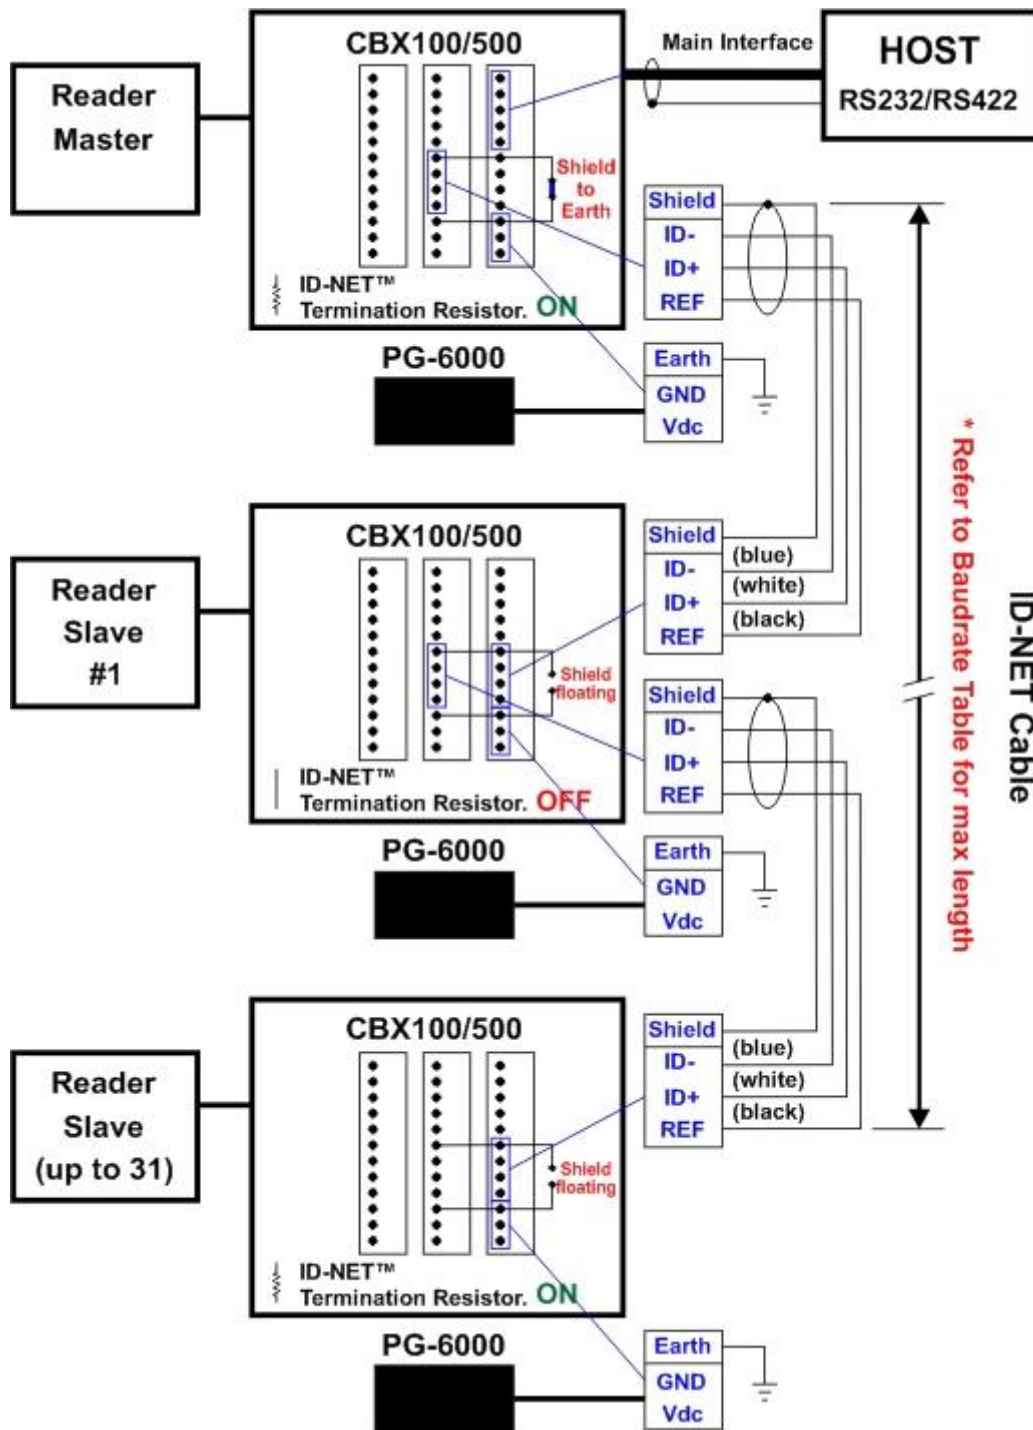 CBX100/500
Main Interface
HOST
RS232/RS422
Reader
Master
Shield
to
Earth
Shield
ID-
ID+
REF
ID-NET™
Termination Resistor. ON
PG-6000
Earth
GND
Vdc
* Refer to Baudrate Table for max length
ID-NET Cable
CBX100/500
Reader
Slave
#1
Shield
ID- (blue)
ID+ (white)
REF (black)
Shield
floating
Shield
ID-
ID+
REF
ID-NET™
Termination Resistor. OFF
PG-6000
Earth
GND
Vdc
CBX100/500
Reader
Slave
(up to 31)
Shield
ID- (blue)
ID+ (white)
REF (black)
Shield
floating
ID-NET™
Termination Resistor. ON
PG-6000
Earth
GND
Vdc